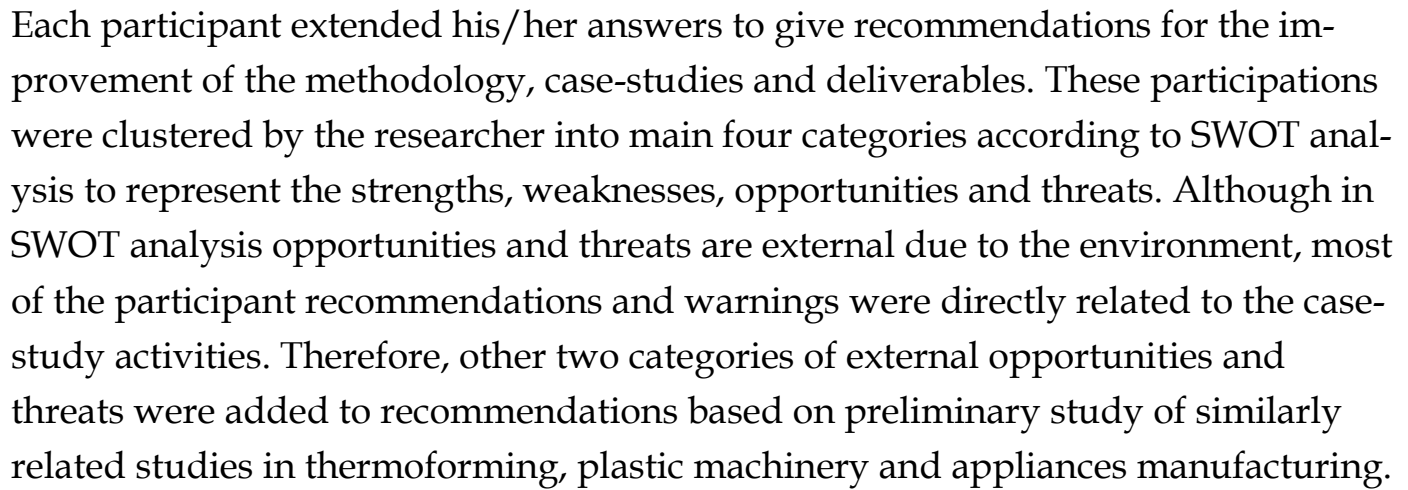 Each participant extended his/her answers to give recommendations for the im-
provement of the methodology, case-studies and deliverables. These participations
were clustered by the researcher into main four categories according to SWOT anal-
ysis to represent the strengths, weaknesses, opportunities and threats. Although in
SWOT analysis opportunities and threats are external due to the environment, most
of the participant recommendations and warnings were directly related to the case-
study activities. Therefore, other two categories of external opportunities and
threats were added to recommendations based on preliminary study of similarly
related studies in thermoforming, plastic machinery and appliances manufacturing.